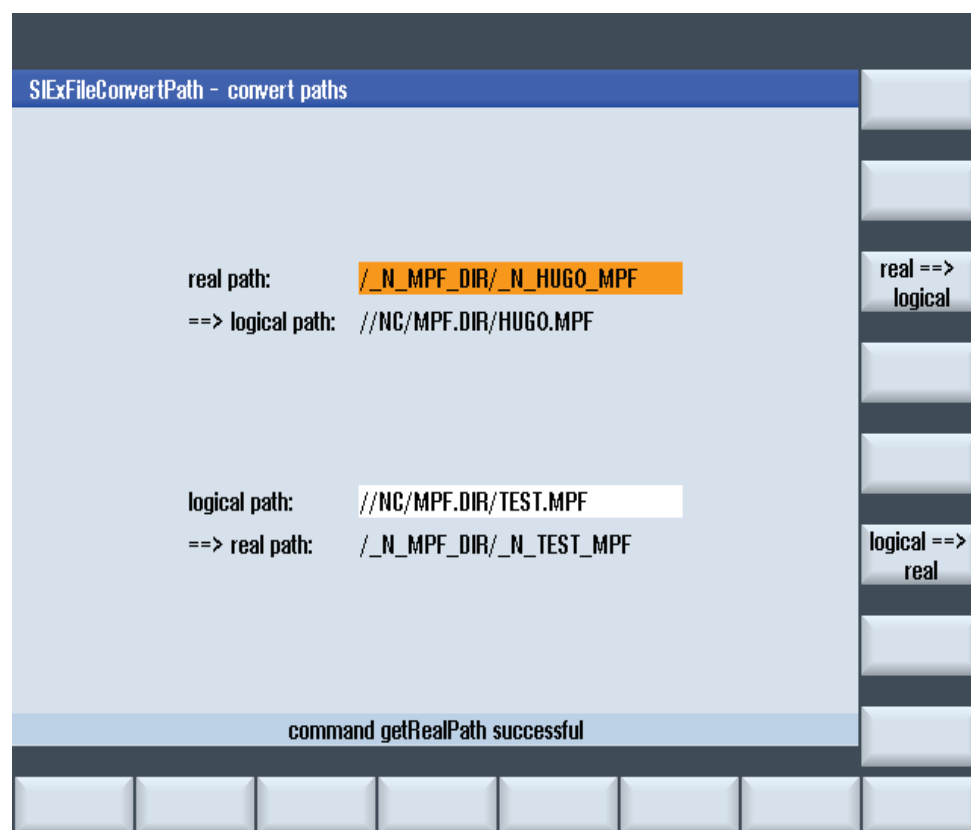 SlExFileConvertPath - convert paths
real path: /_N_MPF_DIR/_N_HUGO_MPF
==> logical path: //NC/MPF.DIR/HUGO.MPF
real ==>
logical
logical path: //NC/MPF.DIR/TEST.MPF
==> real path: /_N_MPF_DIR/_N_TEST_MPF
logical ==>
real
command getRealPath successful